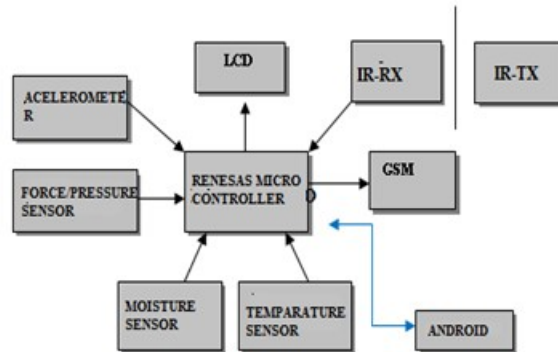 LCD
IR-RX
IR-TX
ACELEROMETE
R
RENESAS MICRO
CONTROLLER
GSM
FORCE/PRESSURE
SENSOR
MOISTURE
SENSOR
TEMPARATURE
SENSOR
ANDROID